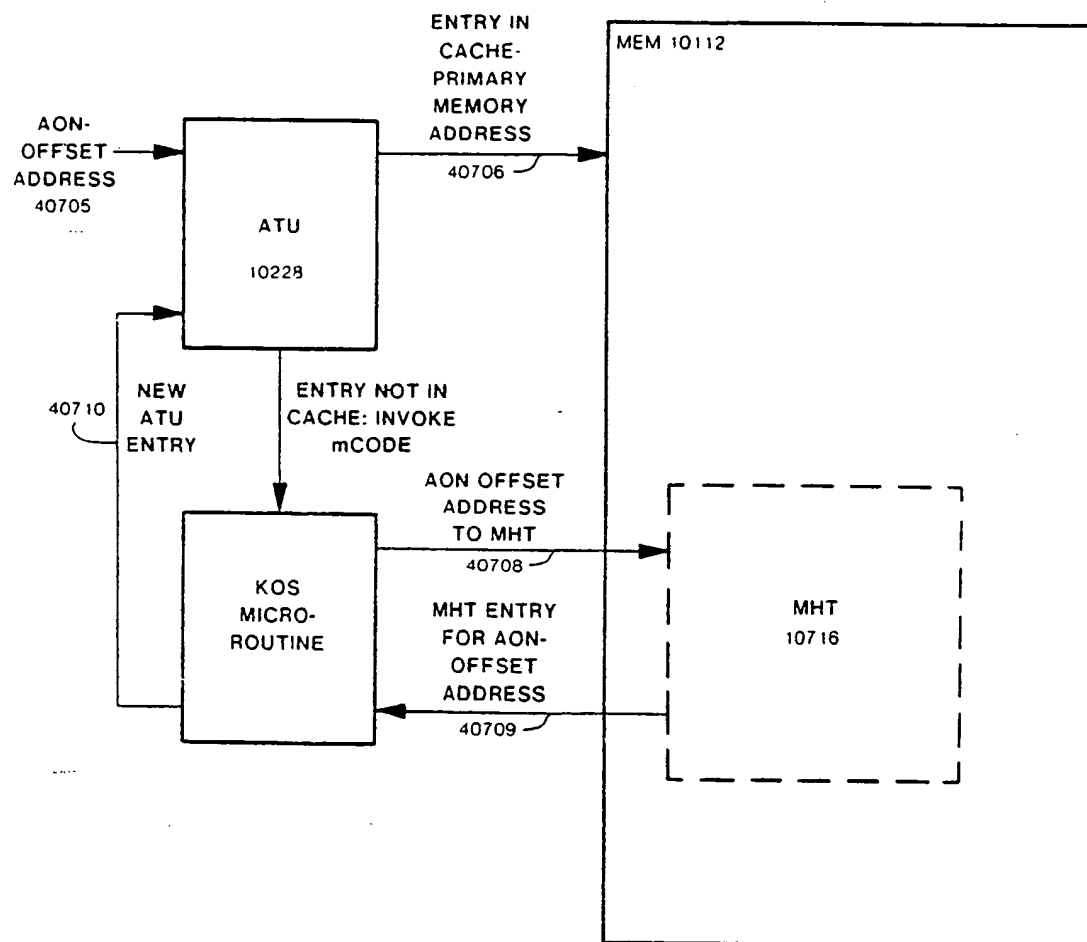 ENTRY IN
CACHE-
PRIMARY
MEMORY
ADDRESS
40706
MEM 10112
AON-
OFFSET
ADDRESS
40705
ATU
10228
40710
NEW
ATU
ENTRY
ENTRY NOT IN
CACHE: INVOKE
mCODE
AON OFFSET
ADDRESS
TO MHT
40708
KOS
MICRO-
ROUTINE
MHT ENTRY
FOR AON-
OFFSET
ADDRESS
40709
MHT
10716